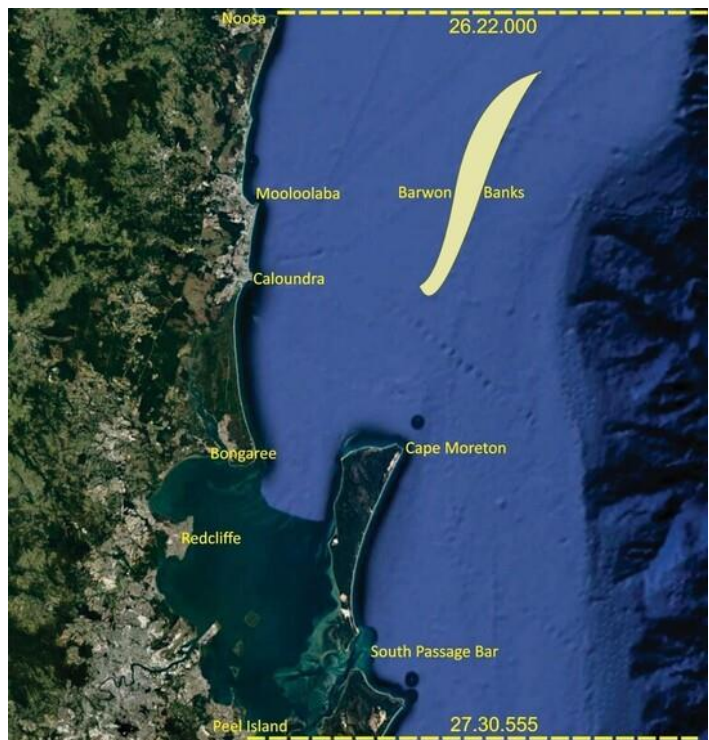 Noosa
26.22.000
Mooloolaba
Barwon Banks
Caloundra
Bongaree
Cape Moreton
Redcliffe
South Passage Bar
Peel Island
27.30.555